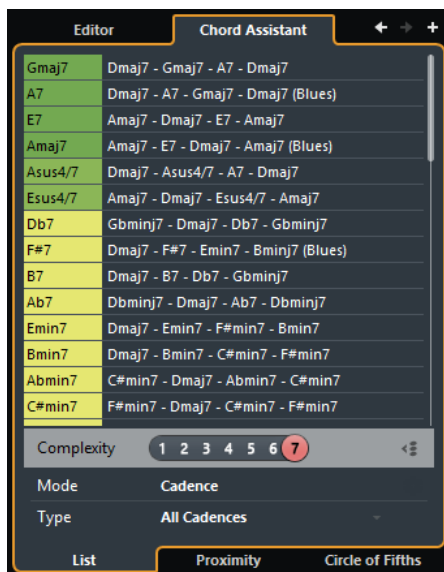 Editor Chord Assistant
Gmaj7 Dmaj7 - Gmaj7 - A7 - Dmaj7
A7 Dmaj7 - A7 - Gmaj7 - Dmaj7 (Blues)
E7 Amaj7 - Dmaj7 - E7 - Amaj7
Amaj7 Amaj7 - E7 - Dmaj7 - Amaj7 (Blues)
Asus4/7 Dmaj7 - Asus4/7 - A7 - Dmaj7
Esus4/7 Amaj7 - Dmaj7 - Esus4/7 - Amaj7
Db7 Gbminj7 - Dmaj7 - Db7 - Gbminj7
F#7 Dmaj7 - F#7 - Emin7 - Bminj7 (Blues)
B7 Dmaj7 - B7 - Db7 - Gbminj7
Ab7 Dbminj7 - Dmaj7 - Ab7 - Dbminj7
Emin7 Dmaj7 - Emin7 - F#min7 - Bmin7
Bmin7 Dmaj7 - Bmin7 - C#min7 - F#min7
Abmin7 C#min7 - Dmaj7 - Abmin7 - C#min7
C#min7 F#min7 - Dmaj7 - C#min7 - F#min7
Complexity 1 2 3 4 5 6 7
Mode Cadence
Type All Cadences
List Proximity Circle of Fifths